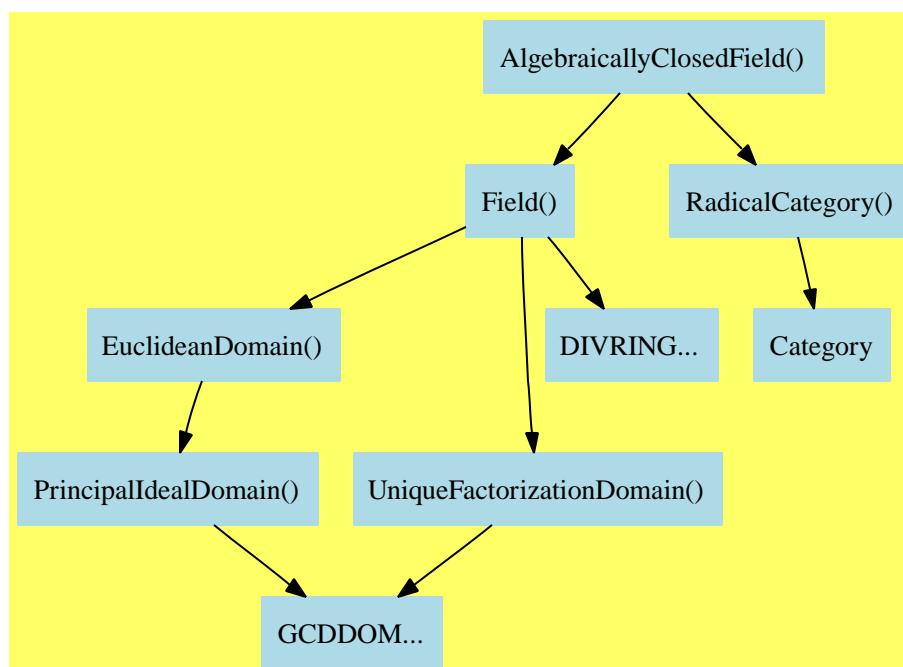 AlgebraicallyClosedField()
Field()
RadicalCategory()
EuclideanDomain()
DIVRING...
Category
PrincipalIdealDomain()
UniqueFactorizationDomain()
GCDDOM...